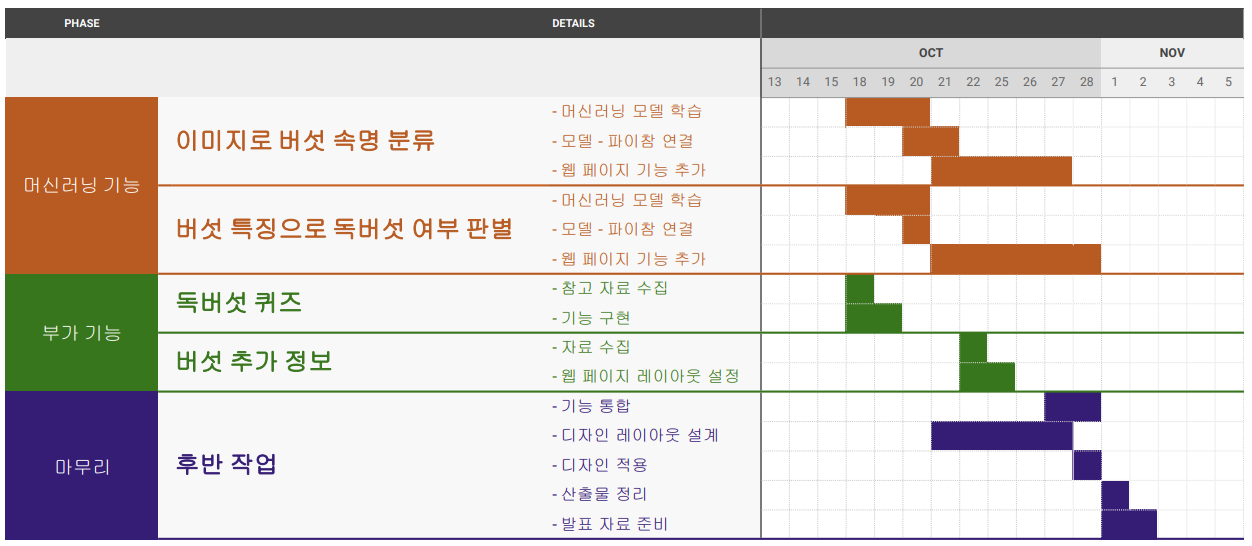 PHASE DETAILS
OCT NOV
13 14 15 18 19 20 21 22 25 26 27 28 1 2 3 4 5
머신러닝 기능
이미지로 버섯 속명 분류
- 머신러닝 모델 학습
- 모델 - 파이참 연결
- 웹 페이지 기능 추가
버섯 특징으로 독버섯 여부 판별
- 머신러닝 모델 학습
- 모델 - 파이참 연결
- 웹 페이지 기능 추가
부가 기능
독버섯 퀴즈
- 참고 자료 수집
- 기능 구현
버섯 추가 정보
- 자료 수집
- 웹 페이지 레이아웃 설정
마무리
후반 작업
- 기능 통합
- 디자인 레이아웃 설계
- 디자인 적용
- 산출물 정리
- 발표 자료 준비